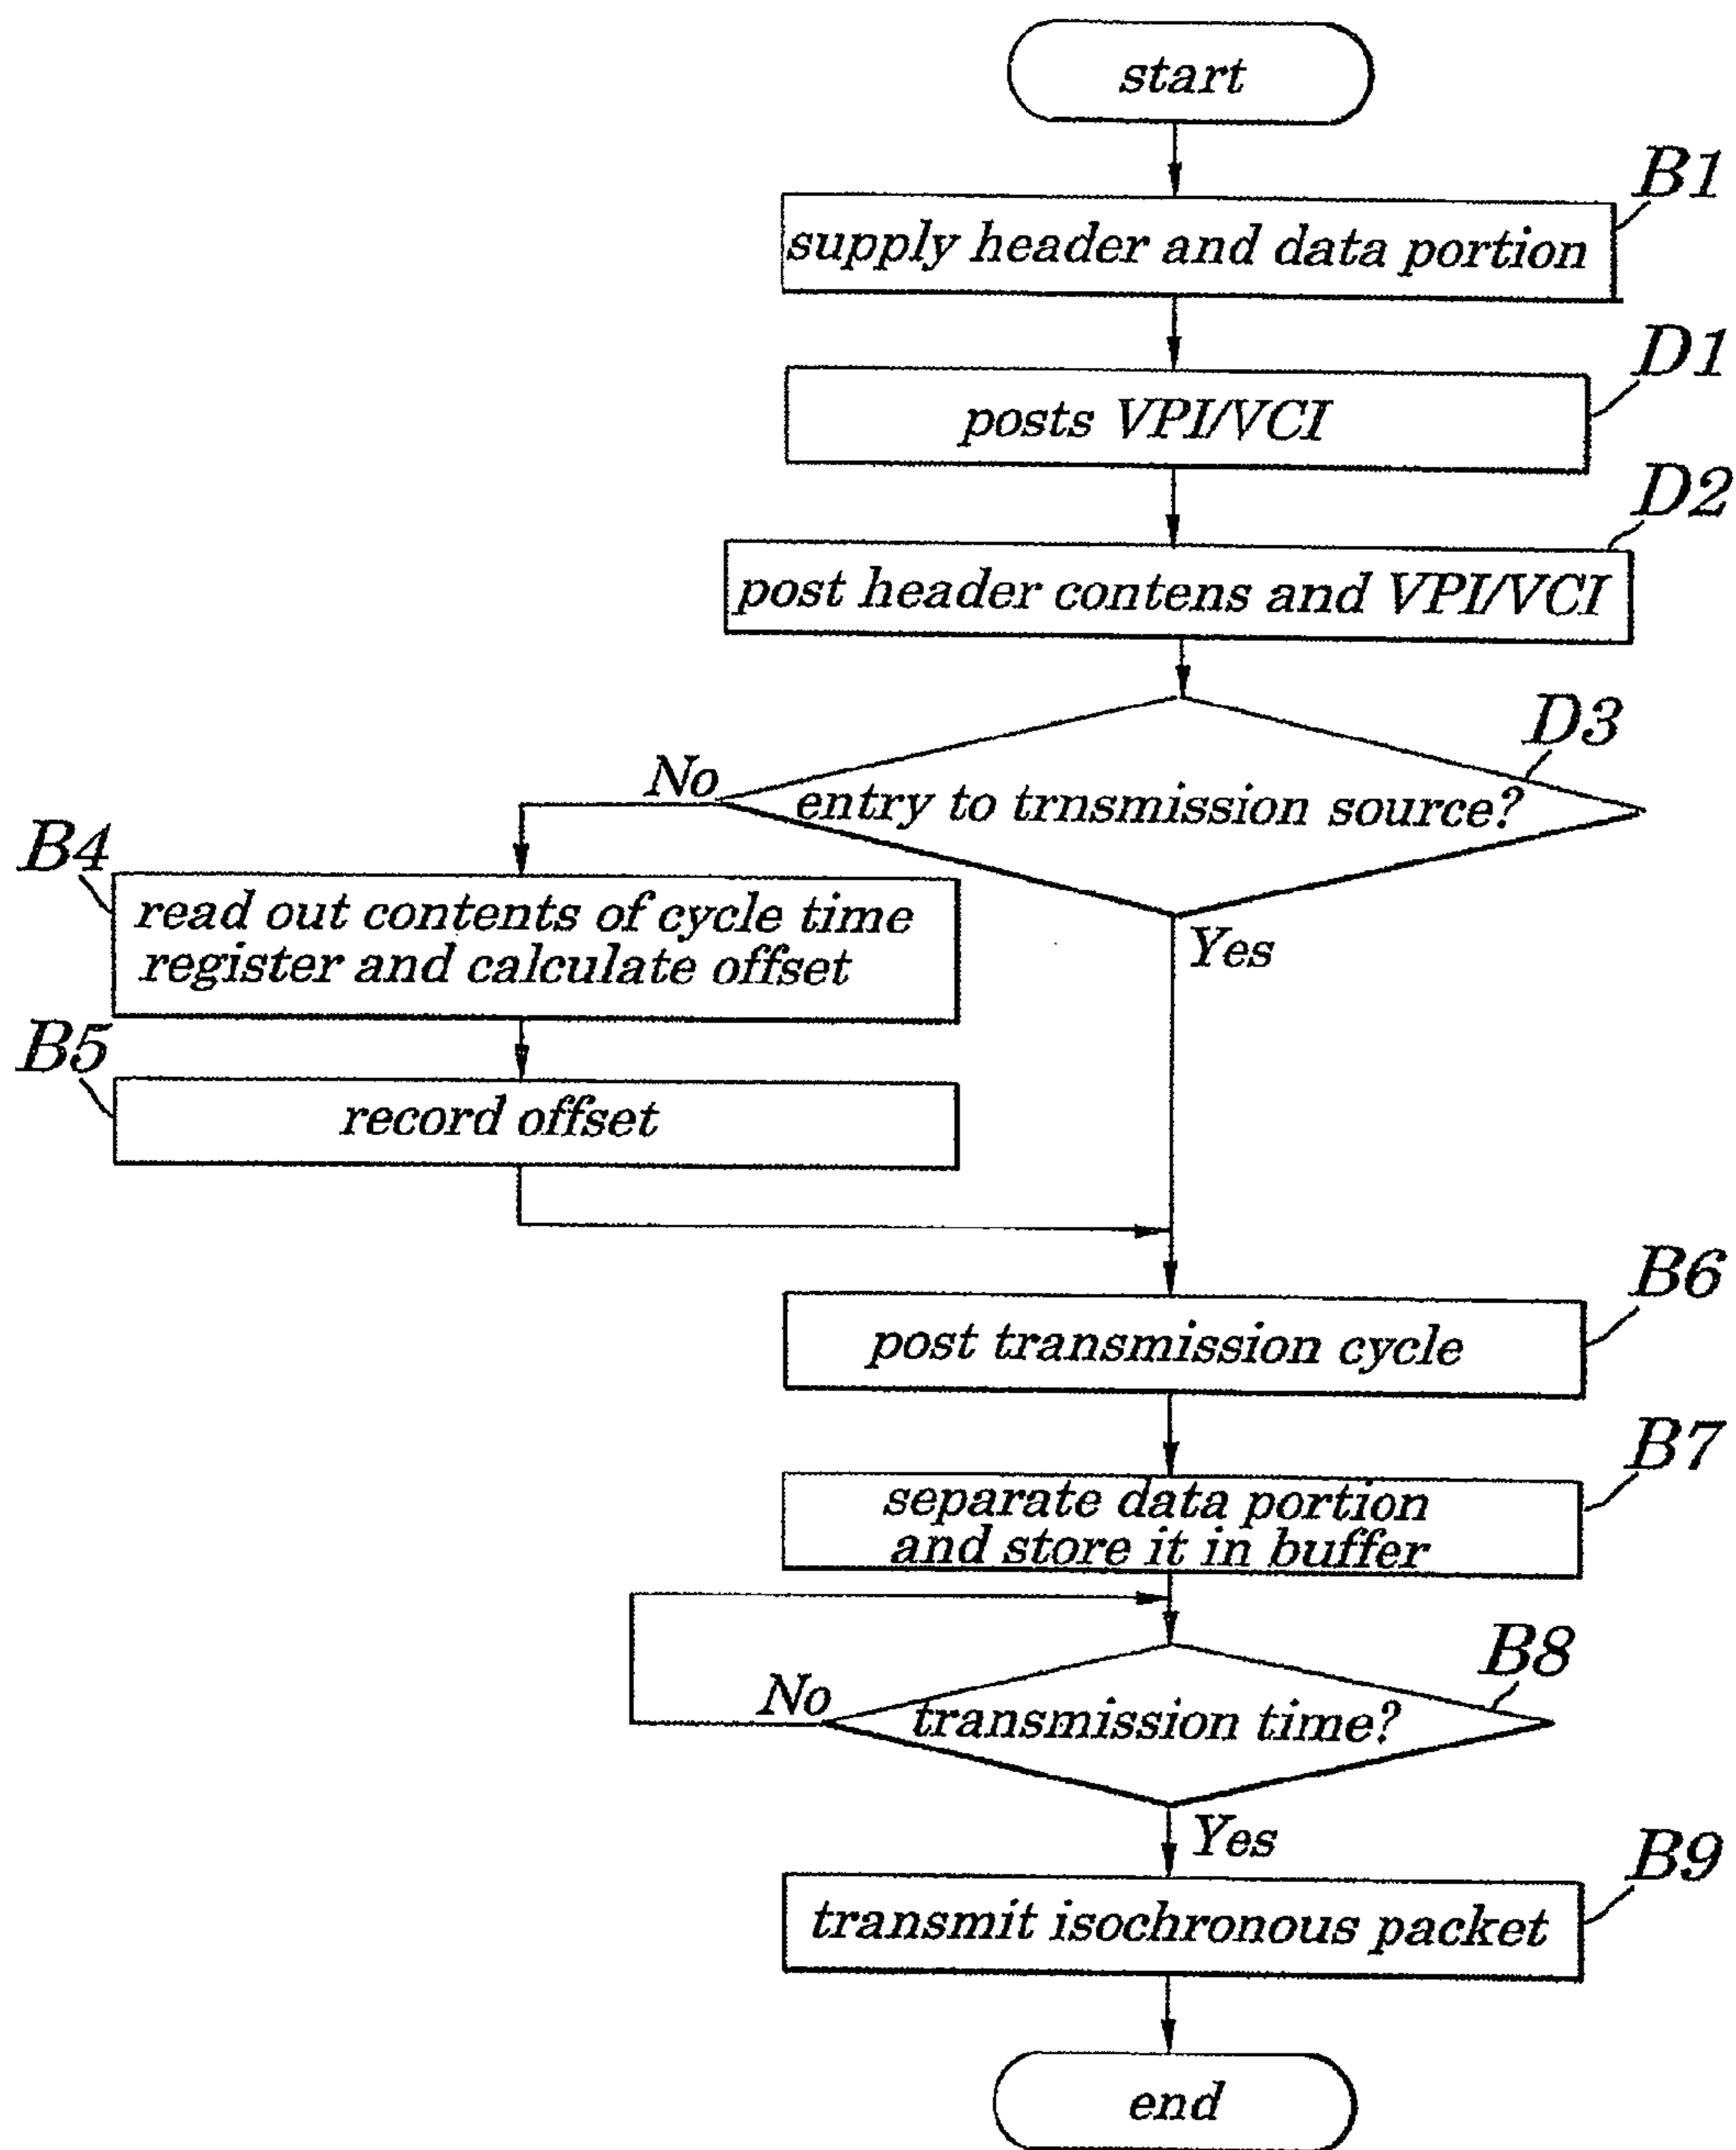 start
B1
supply header and data portion
D1
posts VPI/VCI
D2
post header contens and VPI/VCI
D3
No
entry to trnsmission source?
Yes
B4
read out contents of cycle time
register and calculate offset
B5
record offset
B6
post transmission cycle
B7
separate data portion
and store it in buffer
B8
No
transmission time?
Yes
B9
transmit isochronous packet
end